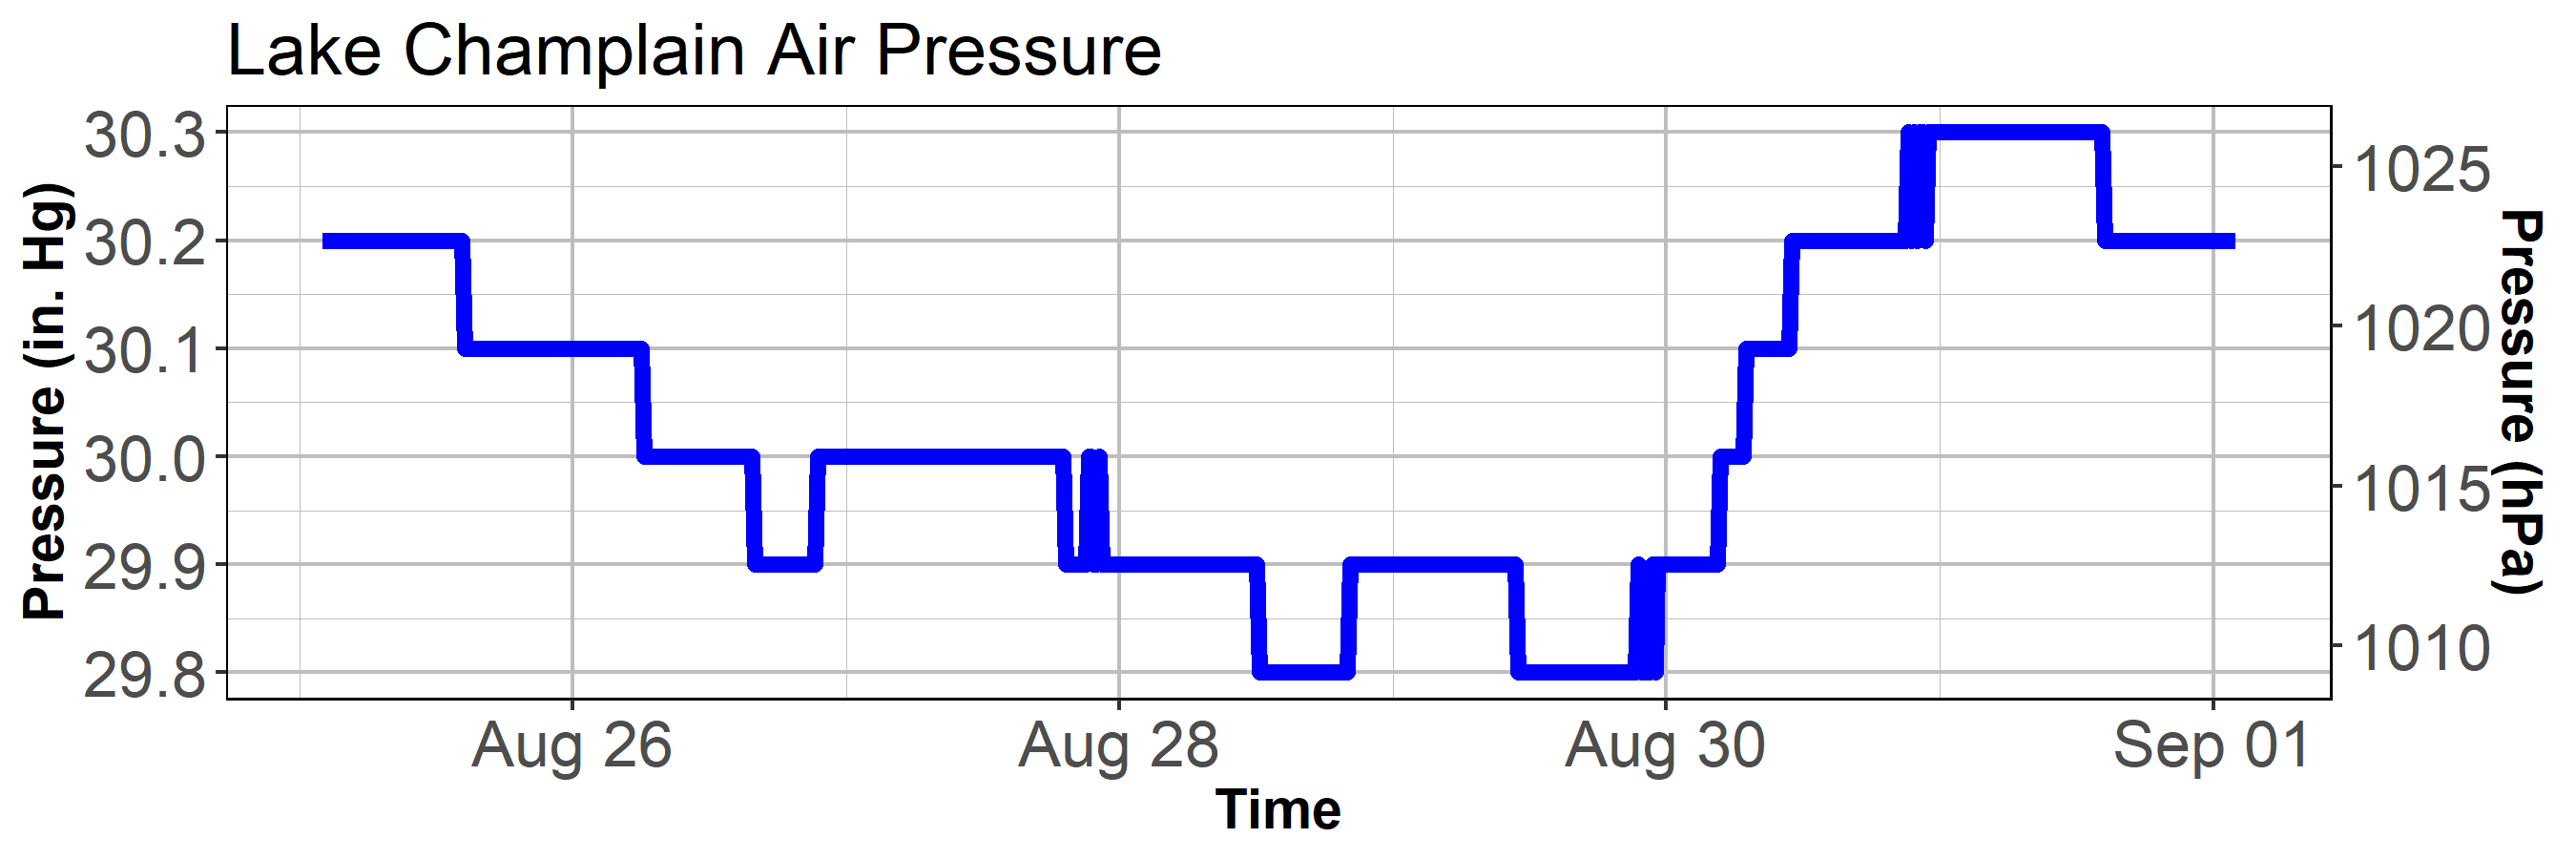 Lake Champlain Air Pressure
Pressure (in. Hg)
30.3
30.2
30.1
30.0
29.9
29.8
1025
1020
1015
1010
Pressure (hPa)
Aug 26
Aug 28
Aug 30
Sep 01
Time